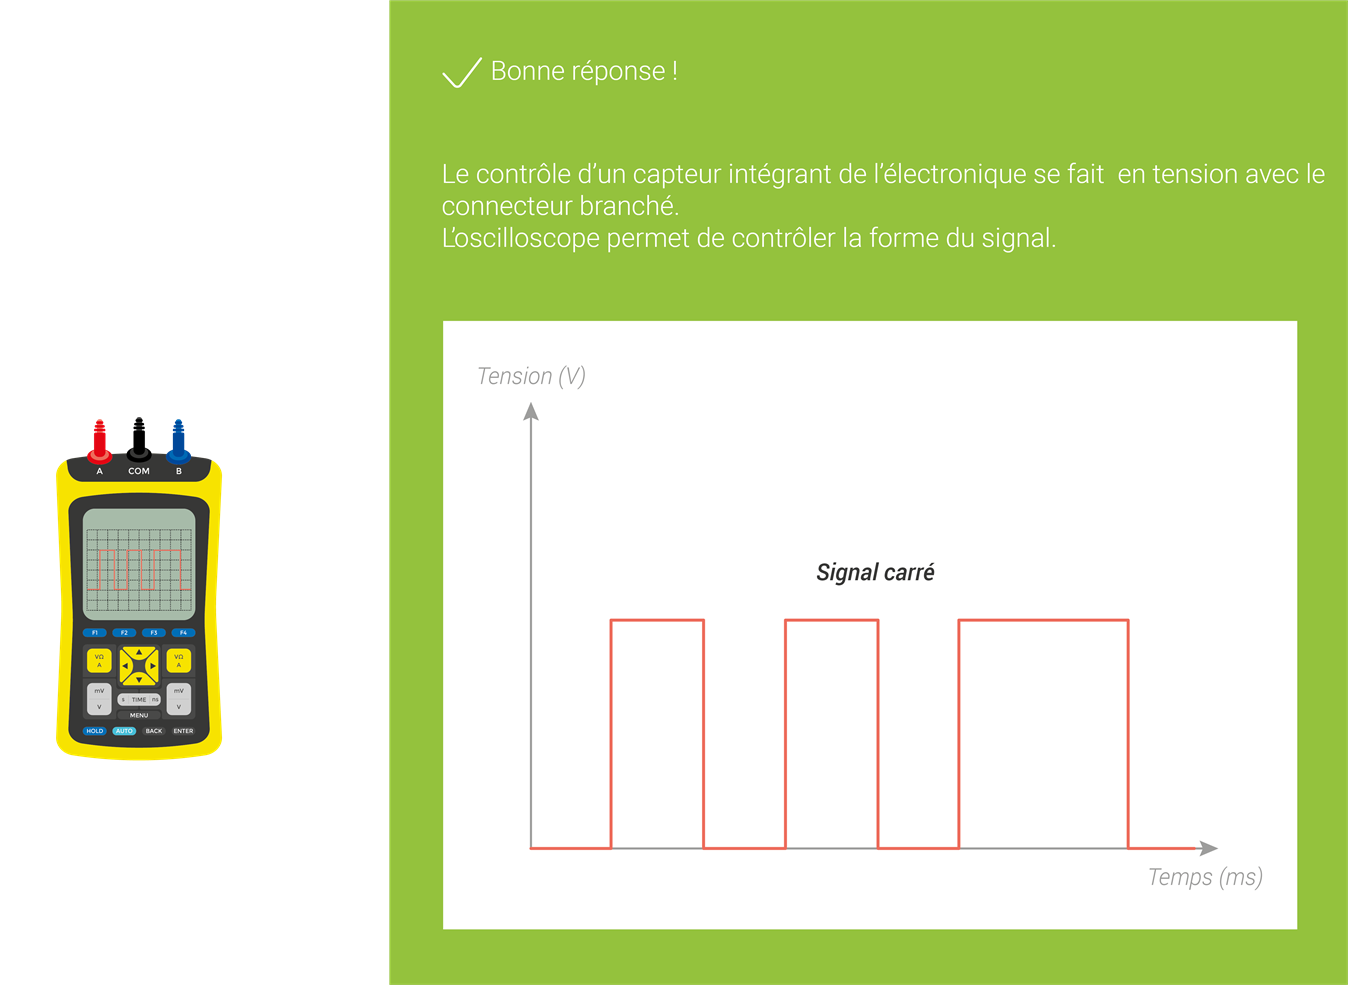 Bonne réponse !
Le contrôle d’un capteur intégrant de l’électronique se fait  en tension avec le
connecteur branché.
L’oscilloscope permet de contrôler la forme du signal.
Tension (V)
Signal carré
Temps (ms)
A COM B
F1 F2 F3 F4
VΩ VΩ
A A
mV mV
s TIME ns
V V
MENU
HOLD AUTO BACK ENTER